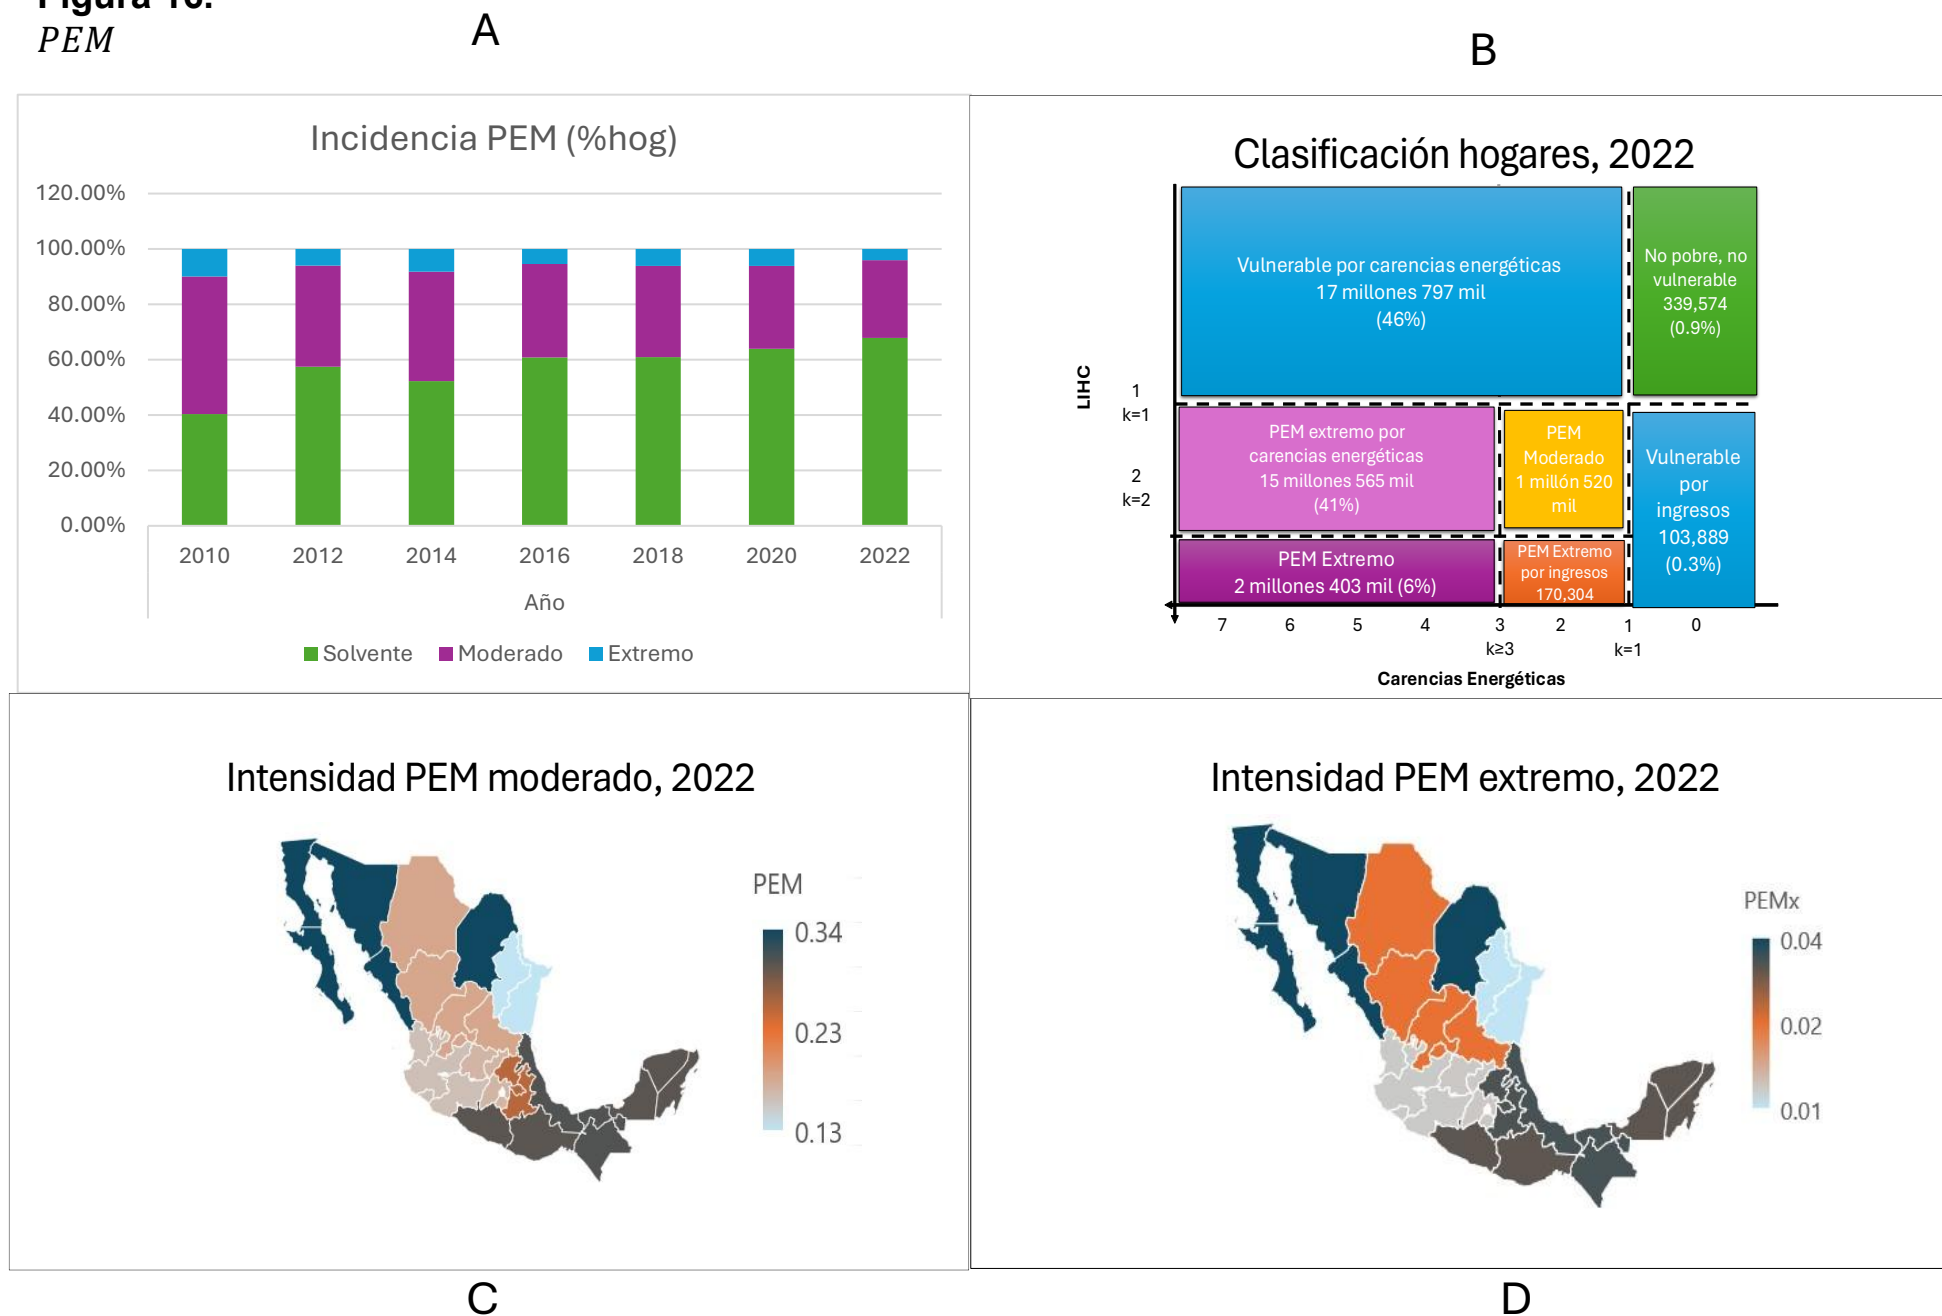 Figura 16.
PEM
A
B
Incidencia PEM (%hog)
120.00%
100.00%
80.00%
60.00%
40.00%
20.00%
0.00%
2010 2012 2014 2016 2018 2020 2022
Año
Solvente Moderado Extremo
Clasificación hogares, 2022
Vulnerable por carencias energéticas
17 millones 797 mil
(46%)
No pobre, no
vulnerable
339,574
(0.9%)
LIHC
1
k=1
2
k=2
PEM extremo por
carencias energéticas
15 millones 565 mil
(41%)
PEM
Moderado
1 millón 520
mil
Vulnerable
por
ingresos
103,889
(0.3%)
PEM Extremo
2 millones 403 mil (6%)
PEM Extremo
por ingresos
170,304
7 6 5 4 3 2 1 0
k≥3 k=1
Carencias Energéticas
Intensidad PEM moderado, 2022
PEM
0.34
0.23
0.13
Intensidad PEM extremo, 2022
PEMx
0.04
0.02
0.01
C
D